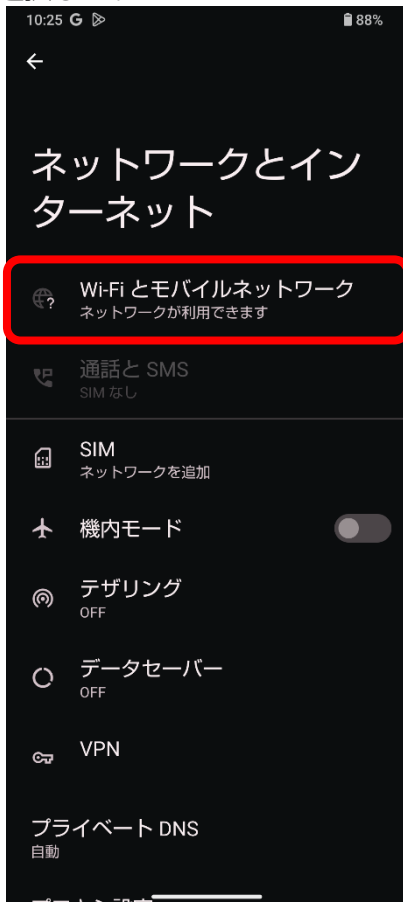 10:25 G 88%
ネットワークとイン
ターネット
Wi-Fi とモバイルネットワーク
ネットワークが利用できます
通話と SMS
SIM なし
SIM
ネットワークを追加
機内モード
テザリング
OFF
データセーバー
OFF
VPN
プライベート DNS
自動